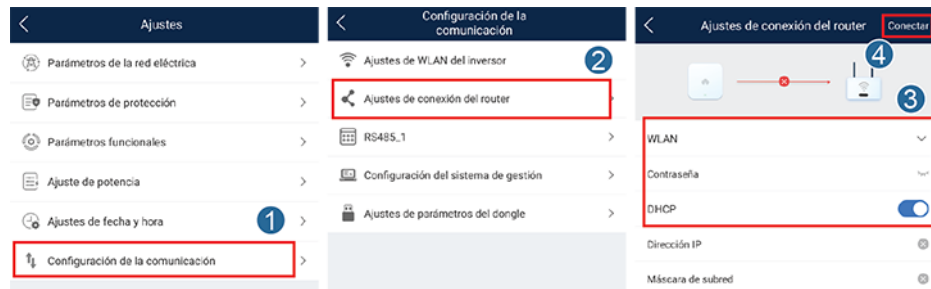 Ajustes
Parámetros de la red eléctrica
Parámetros de protección
Parámetros funcionales
Ajuste de potencia
Ajustes de fecha y hora
1
Configuración de la comunicación
Configuración de la
comunicación
Ajustes de WLAN del inversor
2
Ajustes de conexión del router
RS485_1
Configuración del sistema de gestión
Ajustes de parámetros del dongle
Ajustes de conexión del router
Conectar
4
3
WLAN
Contraseña
DHCP
Dirección IP
Máscara de subred